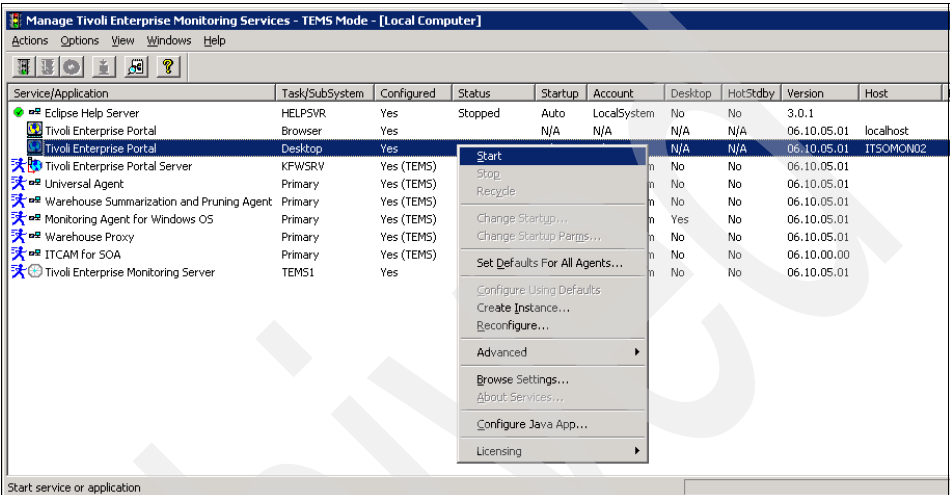 Manage Tivoli Enterprise Monitoring Services - TEMS Mode - [Local Computer]
Actions Options View Windows Help
Service/Application Task/SubSystem Configured Status Startup Account Desktop HotStdby Version Host
Eclipse Help Server HELPSVR Yes Stopped Auto LocalSystem No No 3.0.1
Tivoli Enterprise Portal Browser Yes N/A N/A N/A N/A 06.10.05.01 localhost
Tivoli Enterprise Portal Desktop Yes N/A N/A 06.10.05.01 ITSOMON02
Tivoli Enterprise Portal Server KFWSRV Yes (TEMS) No No 06.10.05.01
Universal Agent Primary Yes (TEMS) No No 06.10.05.01
Warehouse Summarization and Pruning Agent Primary Yes (TEMS) No No 06.10.05.01
Monitoring Agent for Windows OS Primary Yes (TEMS) Yes No 06.10.05.01
Warehouse Proxy Primary Yes (TEMS) No No 06.10.05.01
ITCAM for SOA Primary Yes (TEMS) No No 06.10.00.00
Tivoli Enterprise Monitoring Server TEMS1 Yes No No 06.10.05.01
Start
Stop
Recycle
Change Startup...
Change Startup Parms...
Set Defaults For All Agents...
Configure Using Defaults
Create Instance...
Reconfigure...
Advanced
Browse Settings...
About Services...
Configure Java App...
Licensing
Start service or application